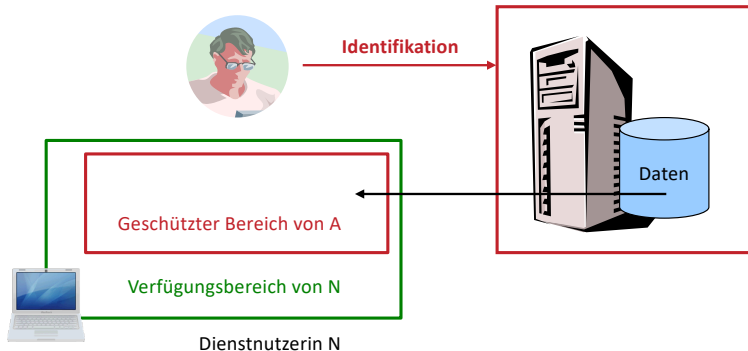 Identifikation
Daten
Geschützter Bereich von A
Verfügungsbereich von N
Dienstnutzerin N